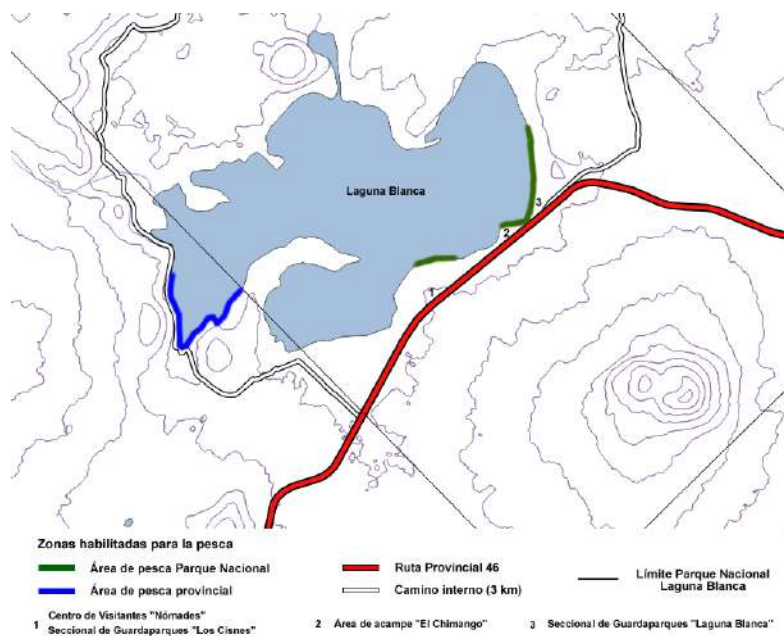 Laguna Blanca
3
2
1
Zonas habilitadas para la pesca
Área de pesca Parque Nacional
Área de pesca provincial
Ruta Provincial 46
Camino interno (3 km)
Límite Parque Nacional
Laguna Blanca
1 Centro de Visitantes "Nómades"
Seccional de Guardaparques "Los Cisnes"
2 Área de acampe "El Chimango"
3 Seccional de Guardaparques "Laguna Blanca"